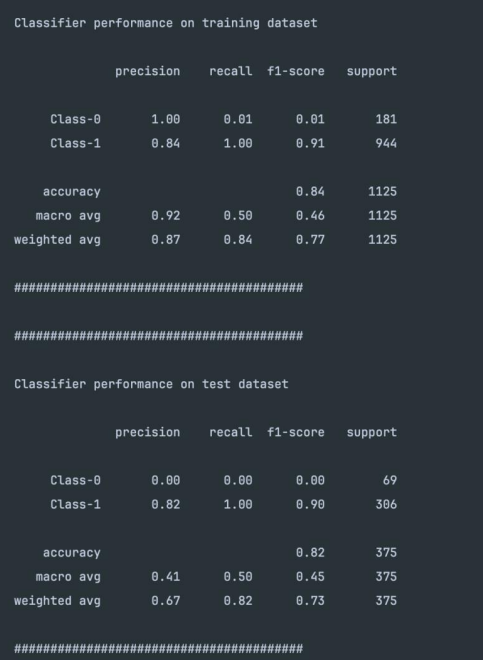 Classifier performance on training dataset
precision recall f1-score support
Class-0 1.00 0.01 0.01 181
Class-1 0.84 1.00 0.91 944
accuracy 0.84 1125
macro avg 0.92 0.50 0.46 1125
weighted avg 0.87 0.84 0.77 1125
########################################
########################################
Classifier performance on test dataset
precision recall f1-score support
Class-0 0.00 0.00 0.00 69
Class-1 0.82 1.00 0.90 306
accuracy 0.82 375
macro avg 0.41 0.50 0.45 375
weighted avg 0.67 0.82 0.73 375
########################################